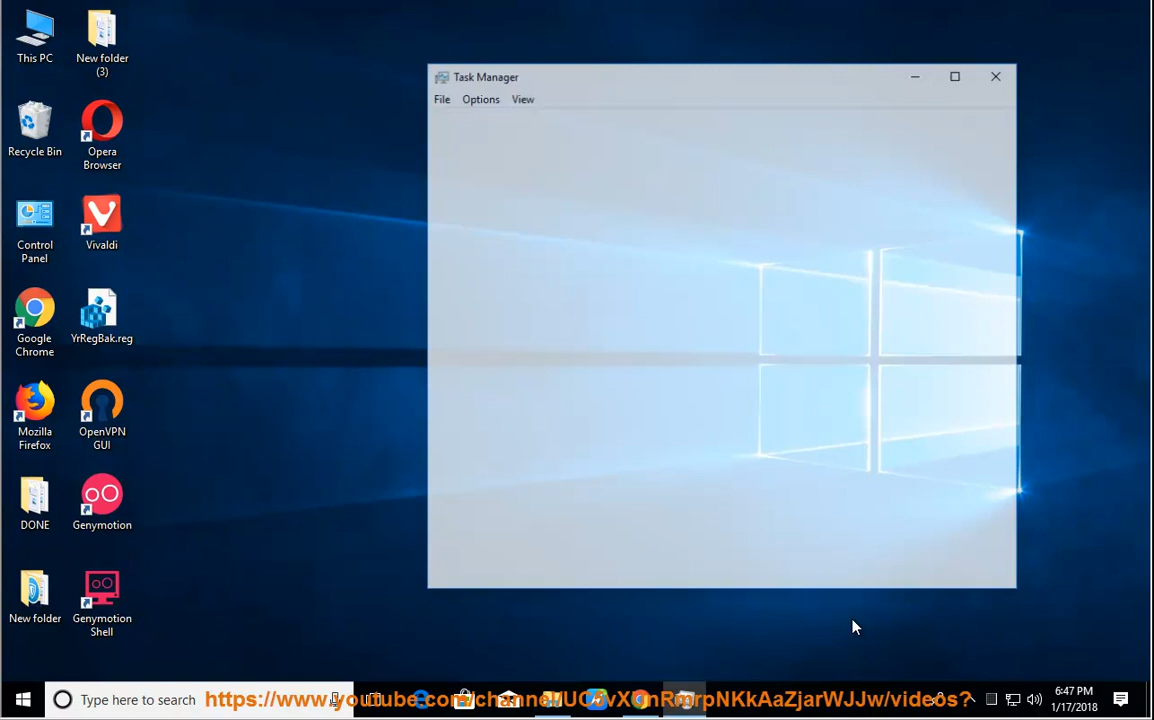 This PC
New folder
(3)
Recycle Bin
Opera
Browser
Control
Panel
Vivaldi
Google
Chrome
YrRegBak.reg
Mozilla
Firefox
OpenVPN
GUI
DONE
Genymotion
New folder
Genymotion
Shell
Task Manager
File Options View
Type here to search
6:47 PM
1/17/2018